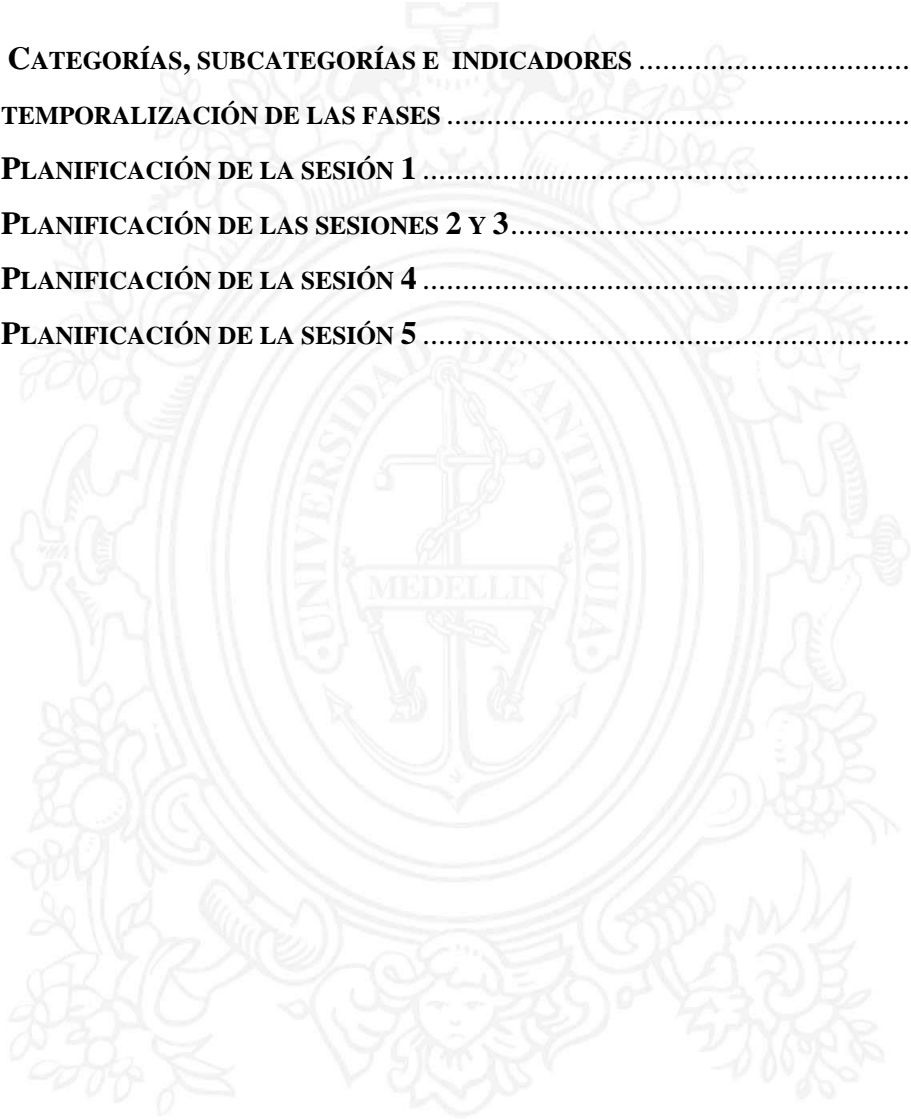 CATEGORÍAS, SUBCATEGORÍAS E INDICADORES ..................................
TEMPORALIZACIÓN DE LAS FASES ...........................................................
PLANIFICACIÓN DE LA SESIÓN 1 ..............................................................
PLANIFICACIÓN DE LAS SESIONES 2 Y 3...................................................
PLANIFICACIÓN DE LA SESIÓN 4 ..............................................................
PLANIFICACIÓN DE LA SESIÓN 5 ..............................................................
UNIVERSIDAD DE ANTIOQUIA
MEDELLIN